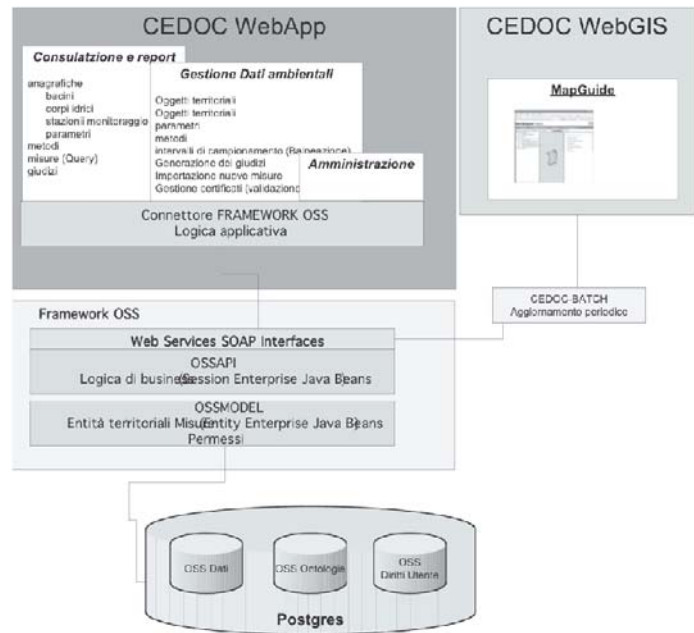 CEDOC WebApp
Consulatzione e report
anagrafiche
bacini
corpi idrici
stazioni monitoraggio
parametri
metodi
misure (Query)
giudizi
Gestione Dati ambientali
Oggetti territoriali
Oggetti territoriali
parametri
metodi
intervalli di campionamento
Generazione dei giudizi
Importazione nuove misure
Gestione certificati (validazione
Amministrazione
Connettore FRAMEWORK OSS
Logica applicativa
CEDOC WebGIS
MapGuide
CEDOC-BATCH
Aggiornamento periodico
Framework OSS
Web Services SOAP Interfaces
OSSAPI
Logica di business(Session Enterprise Java Beans)
OSSMODEL
Entità territoriali Misure(Entity Enterprise Java Beans)
Permessi
OSS Dati
OSS Ontologie
OSS
Diritti Utente
Postgres